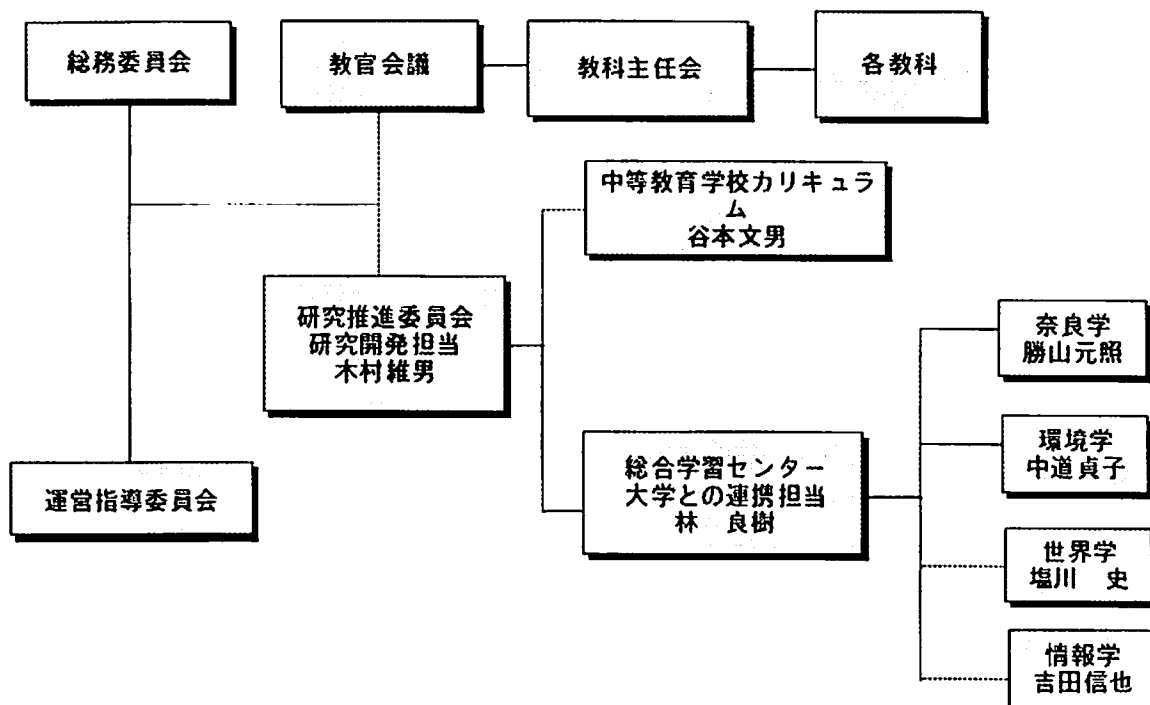 総務委員会
教官会議
教科主任会
各教科
中等教育学校カリキュラ
ム
谷本文男
研究推進委員会
研究開発担当
木村維男
奈良学
勝山元照
環境学
中道貞子
総合学習センター
大学との連携担当
林　良樹
運営指導委員会
世界学
塩川　史
情報学
吉田信也